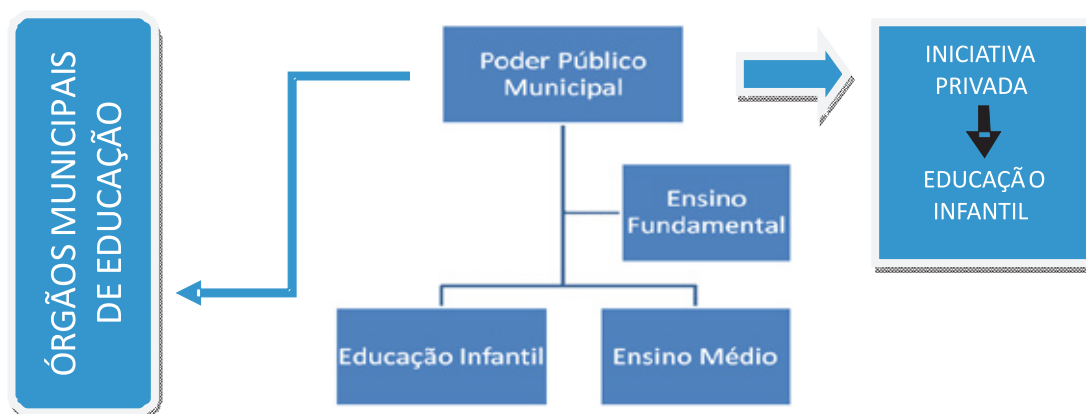 ÓRGÃOS MUNICIPAIS
DE EDUCAÇÃO
Poder Público
Municipal
Ensino
Fundamental
Educação Infantil
Ensino Médio
INICIATIVA
PRIVADA
EDUCAÇÃ O
INFANTIL